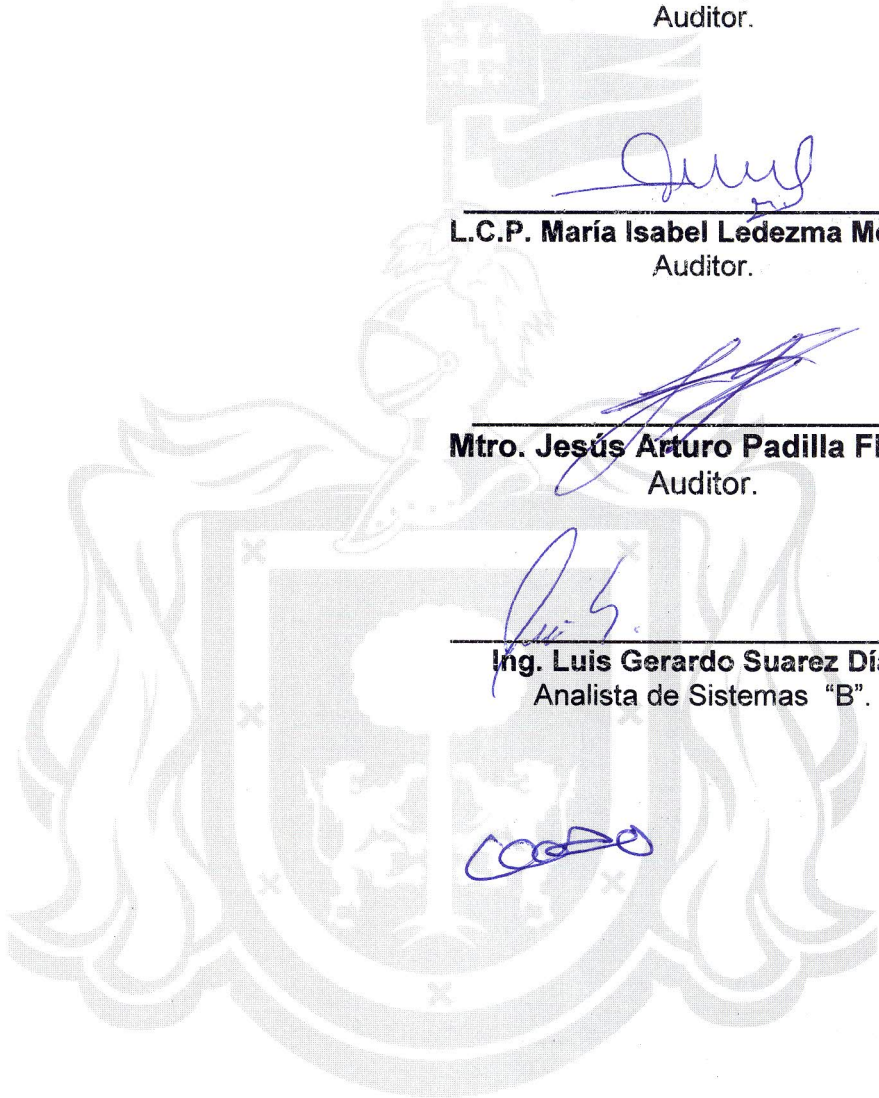 Auditor.
L.C.P. María Isabel Ledezma
Auditor.
Mtro. Jesús Arturo Padilla
Auditor.
Ing. Luis Gerardo Suarez
Analista de Sistemas “B”.